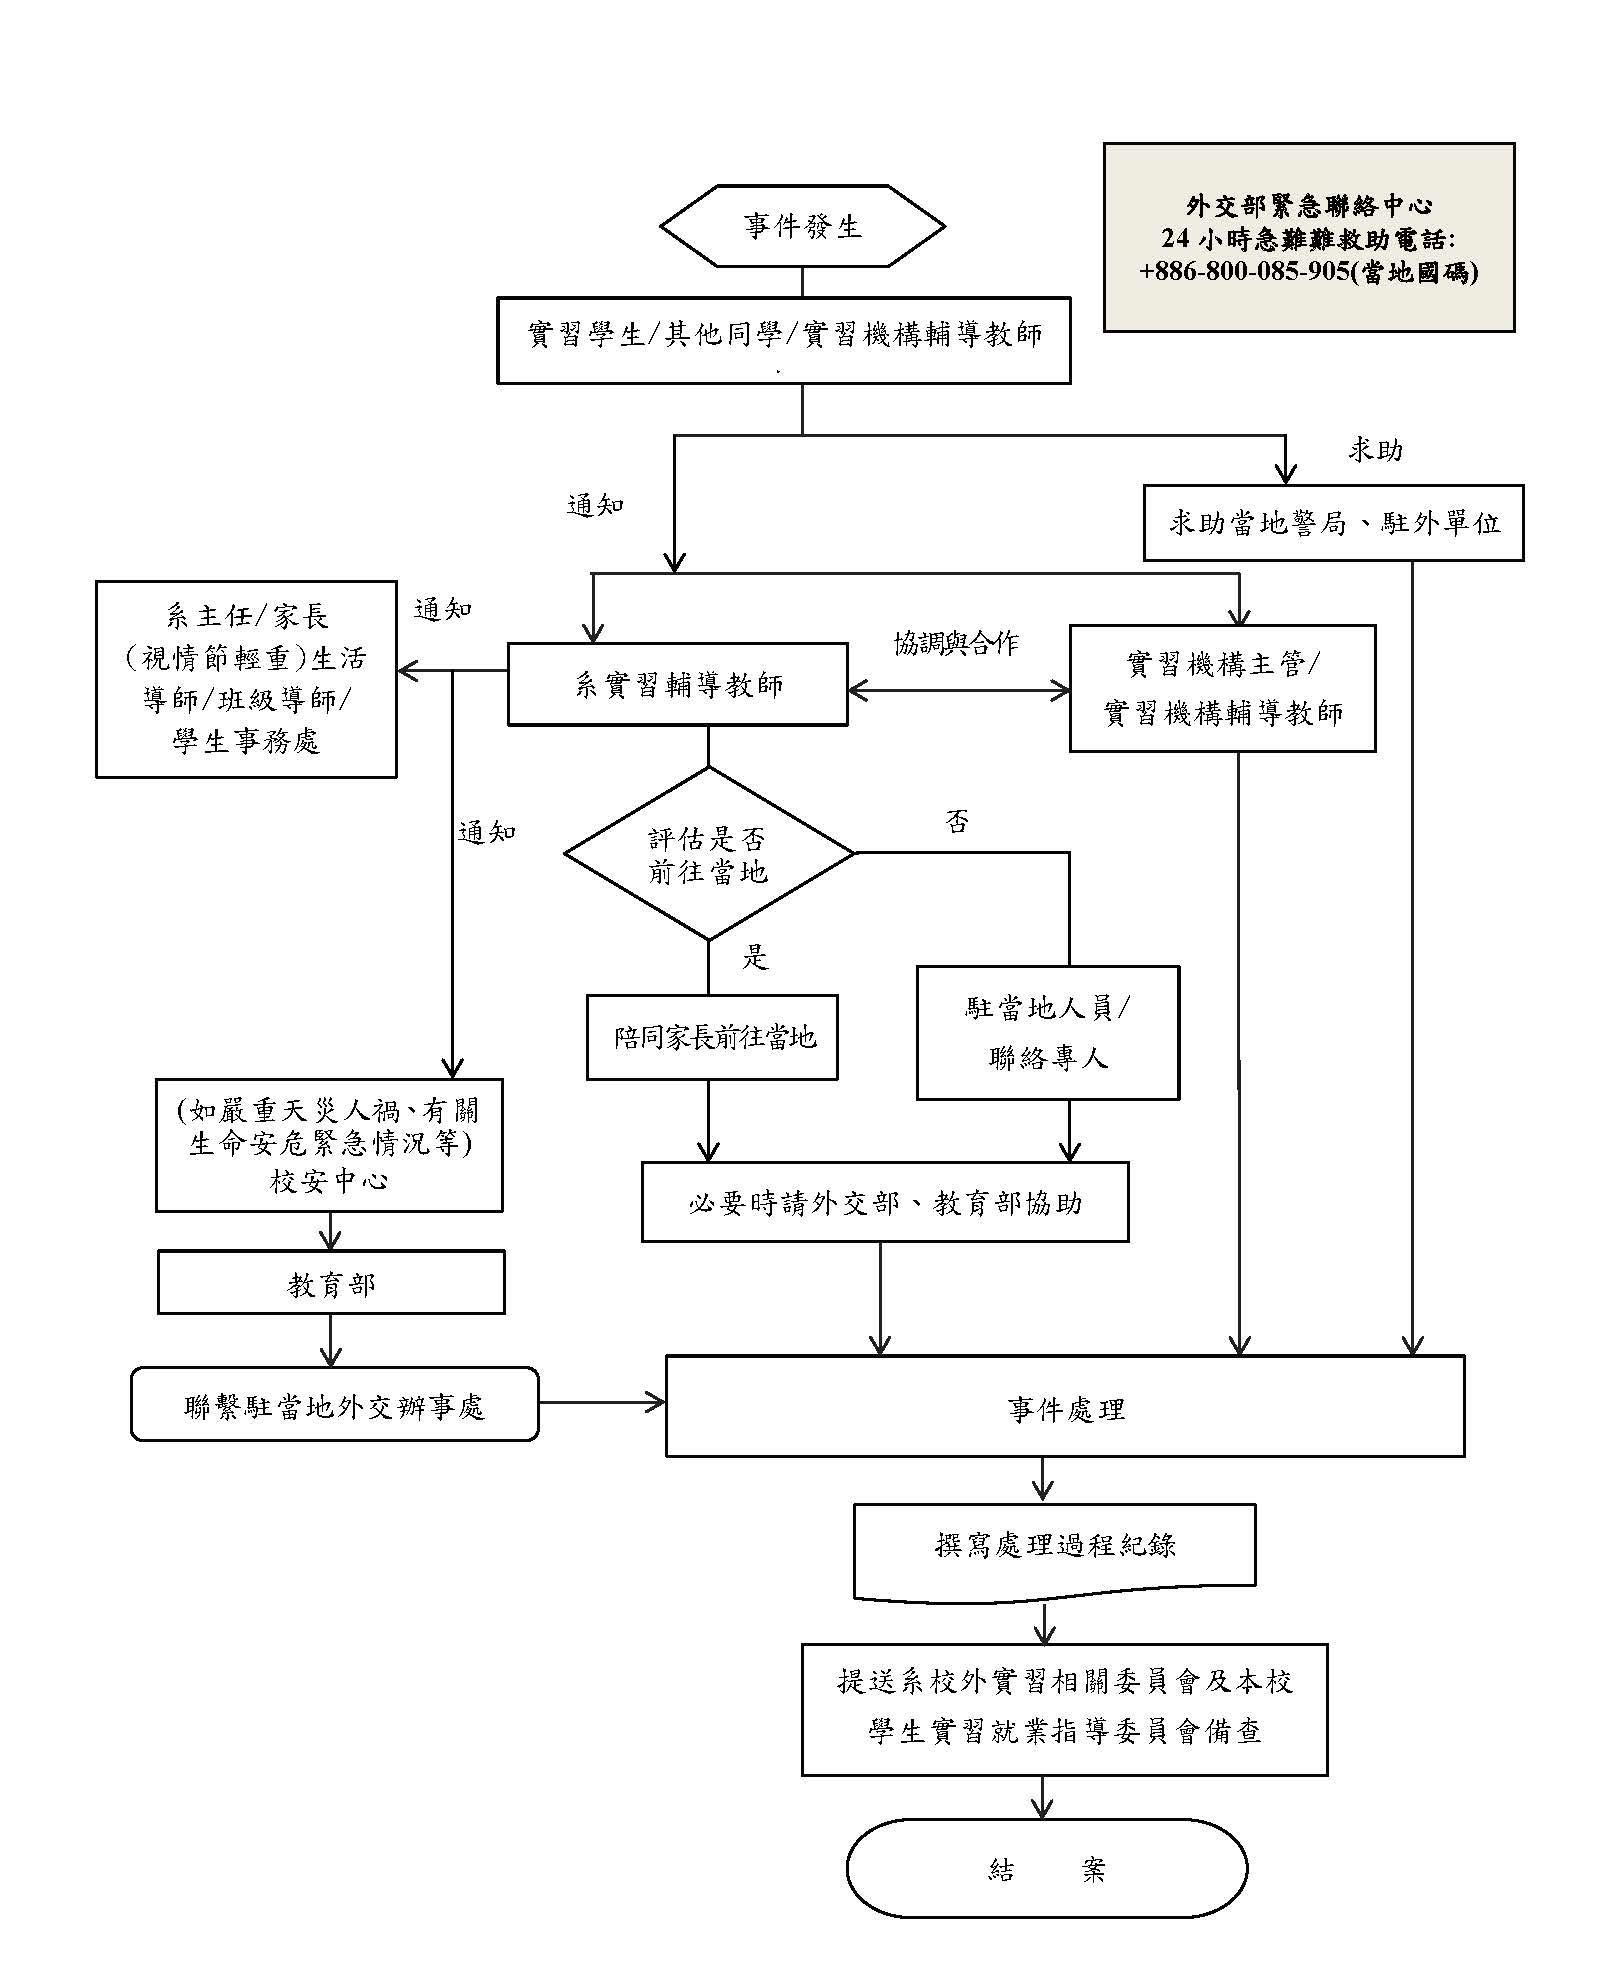 外交部緊急聯絡中心
24 小時急難難救助電話:
+886-800-085-905(當地國碼)
事件發生
實習學生/其他同學/實習機構輔導教師
求助
通知
求助當地警局、駐外單位
系主任/家長
(視情節輕重)生活
導師/班級導師/
學生事務處
通知
協調與合作
系實習輔導教師
實習機構主管/
實習機構輔導教師
通知
評估是否
前往當地
否
是
陪同家長前往當地
駐當地人員/
聯絡專人
(如嚴重天災人禍、有關
生命安危緊急情況等)
校安中心
必要時請外交部、教育部協助
教育部
聯繫駐當地外交辦事處
事件處理
撰寫處理過程紀錄
提送系校外實習相關委員會及本校
學生實習就業指導委員會備查
結 案